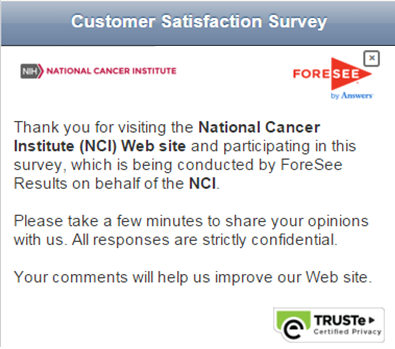 Customer Satisfaction Survey
NIH NATIONAL CANCER INSTITUTE
FORESEE
by Answers
Thank you for visiting the National Cancer
Institute (NCI) Web site and participating in this
survey, which is being conducted by ForeSee
Results on behalf of the NCI.
Please take a few minutes to share your opinions
with us. All responses are strictly confidential.
Your comments will help us improve our Web site.
TRUSTe
Certified Privacy